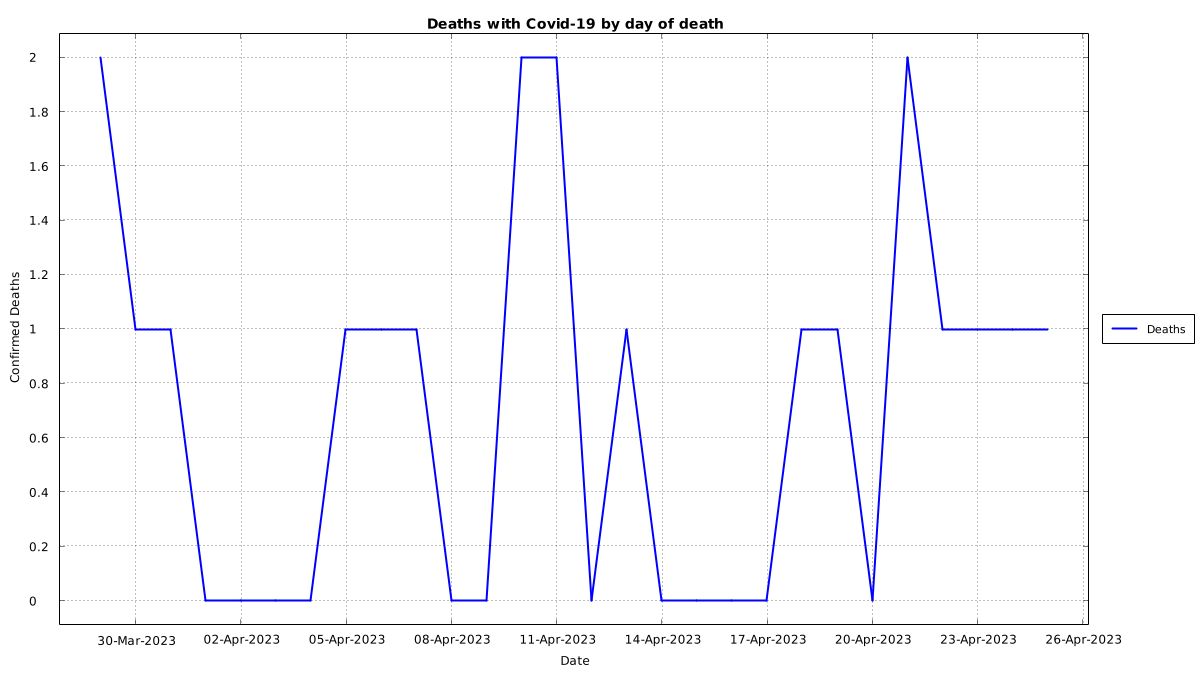 Deaths with Covid-19 by day of death
Confirmed Deaths
2
1.8
1.6
1.4
1.2
1
0.8
0.6
0.4
0.2
0
30-Mar-2023 02-Apr-2023 05-Apr-2023 08-Apr-2023 11-Apr-2023 14-Apr-2023 17-Apr-2023 20-Apr-2023 23-Apr-2023 26-Apr-2023
Date
Deaths